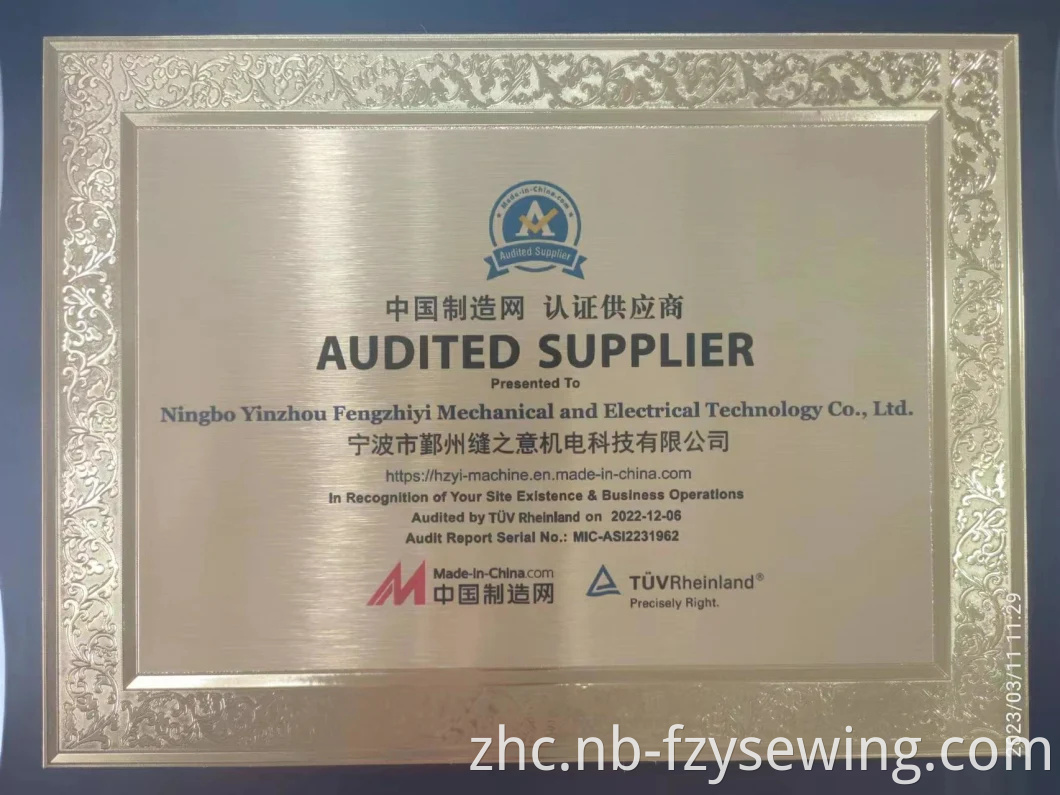 Made-in-China.com
Audited Supplier
中国制造网 认证供应商
AUDITED SUPPLIER
Presented To
Ningbo Yinzhou Fengzhiyi Mechanical and Electrical Technology Co., Ltd.
宁波市鄞州缝之意机电科技有限公司
https://hzyi-machine.en.made-in-china.com
In Recognition of Your Site Existence & Business Operations
Audited by TÜV Rheinland on 2022-12-06
Audit Report Serial No.: MIC-ASI2231962
Made-in-China.com
中国制造网
TÜVRheinland®
Precisely Right.
2023/03/11 11:29
zhc.nb-fzysewing.com